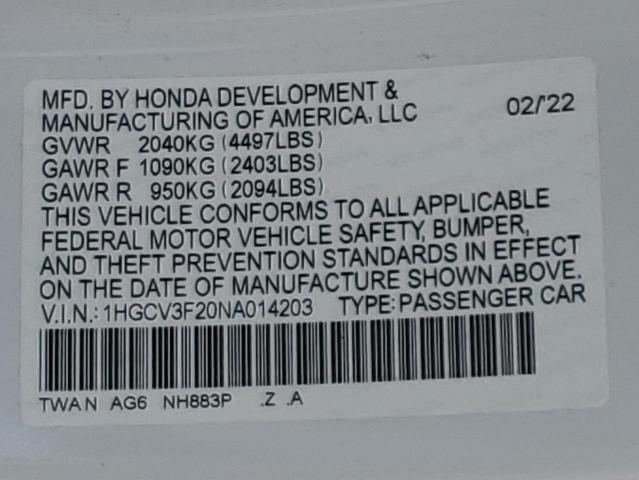 MFD. BY HONDA DEVELOPMENT &
MANUFACTURING OF AMERICA, LLC 02/'22
GVWR 2040KG (4497LBS)
GAWR F 1090KG (2403LBS)
GAWR R 950KG (2094LBS)
THIS VEHICLE CONFORMS TO ALL APPLICABLE
FEDERAL MOTOR VEHICLE SAFETY, BUMPER,
AND THEFT PREVENTION STANDARDS IN EFFECT
ON THE DATE OF MANUFACTURE SHOWN ABOVE.
V.I.N.: 1HGCV3F20NA014203 TYPE: PASSENGER CAR
TWAN AG6 NH883P .Z .A